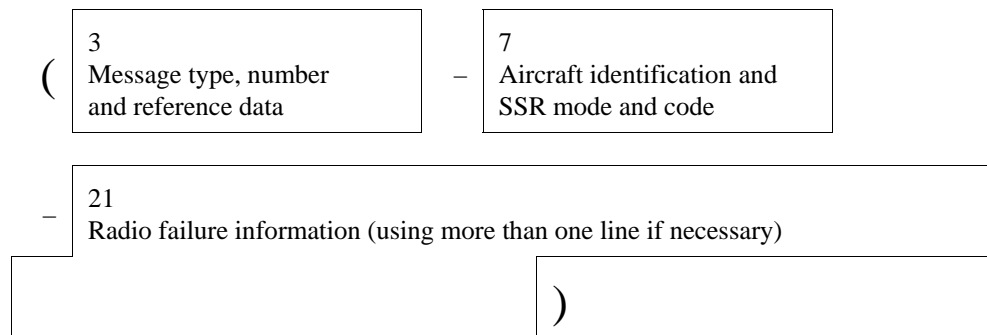 (
3
Message type, number
and reference data
–
7
Aircraft identification and
SSR mode and code
–
21
Radio failure information (using more than one line if necessary)
)